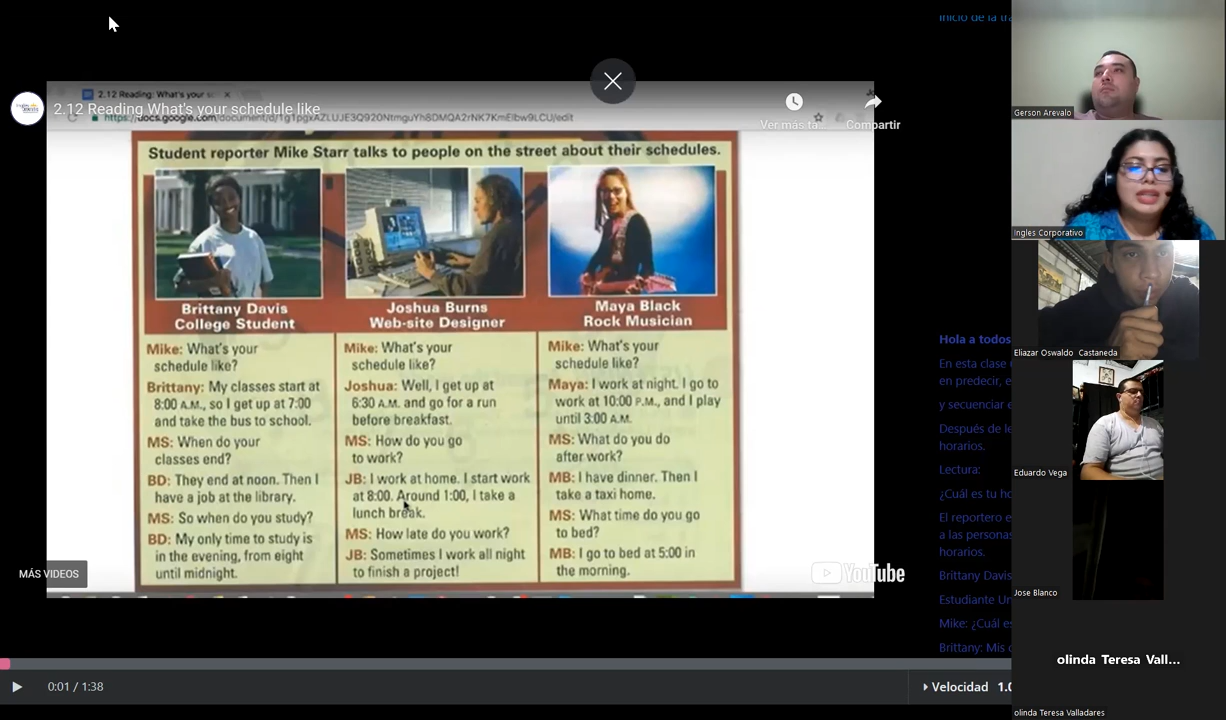 2.12 Reading: What's your sc
2.12 Reading What's your schedule like
Ver más ta...
Compartir
Student reporter Mike Starr talks to people on the street about their schedules.
Brittany Davis
College Student
Mike: What's your
schedule like?
Brittany: My classes start at
8:00 A.M., so I get up at 7:00
and take the bus to school.
MS: When do your
classes end?
BD: They end at noon. Then I
have a job at the library.
MS: So when do you study?
BD: My only time to study is
in the evening, from eight
until midnight.
Joshua Burns
Web-site Designer
Mike: What's your
schedule like?
Joshua: Well, I get up at
6:30 A.M. and go for a run
before breakfast.
MS: How do you go
to work?
JB: I work at home. I start work
at 8:00. Around 1:00, I take a
lunch break.
MS: How late do you work?
JB: Sometimes I work all night
to finish a project!
Maya Black
Rock Musician
Mike: What's your
schedule like?
Maya: I work at night. I go to
work at 10:00 P.M., and I play
until 3:00 A.M.
MS: What do you do
after work?
MB: I have dinner. Then I
take a taxi home.
MS: What time do you go
to bed?
MB: I go to bed at 5:00 in
the morning.
MÁS VIDEOS
YouTube
0:01 / 1:38
Velocidad 1.0
Inicio de la tra
Hola a todos
En esta clase
en predecir, e
y secuenciar e
Después de le
horarios.
Lectura:
¿Cuál es tu ho
El reportero e
a las personas
horarios.
Brittany Davis
Estudiante Un
Mike: ¿Cuál es
Brittany: Mis c
Gerson Arevalo
Ingles Corporativo
Eliazar Oswaldo Castaneda
Eduardo Vega
Jose Blanco
olinda Teresa Vall...
olinda Teresa Valladares